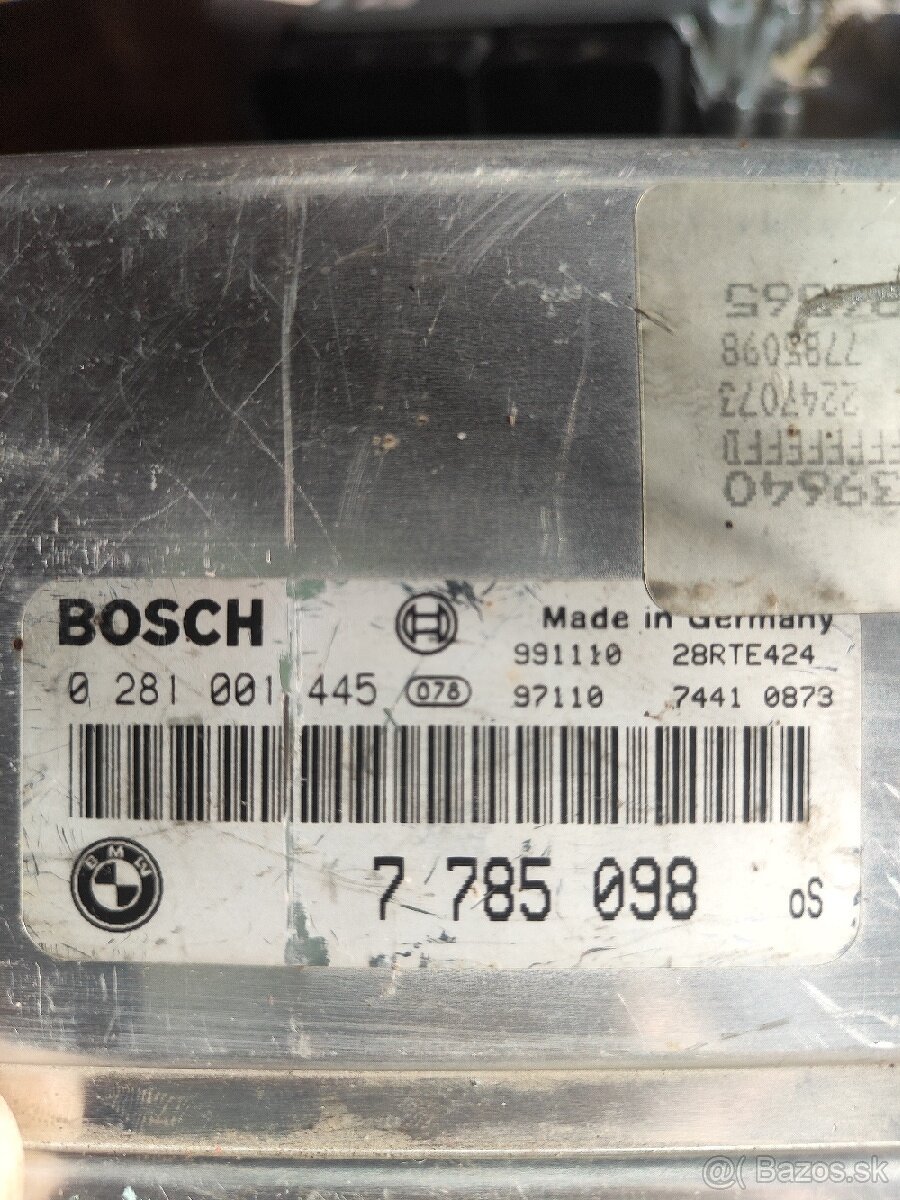 7785098
2247073
39640
BOSCH
Made in Germany
991110 28RTE424
0 281 001 445 078
97110 7441 0873
BMW
7 785 098
oS
@( Bazos.sk